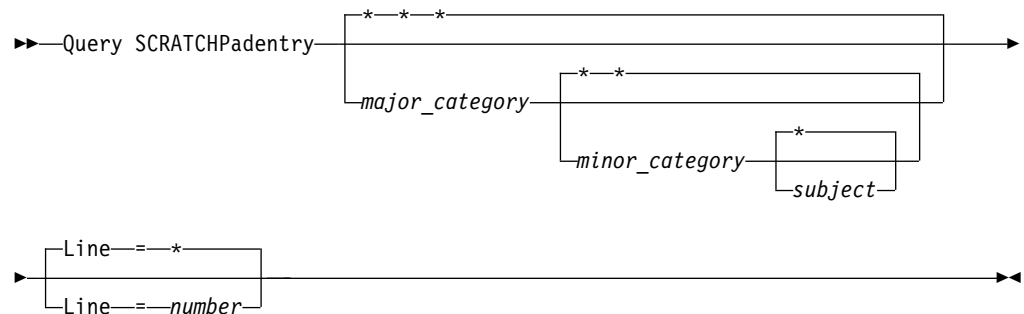 * * *
Query SCRATCHPadentry
* *
major_category
*
minor_category
subject
Line = *
Line = number